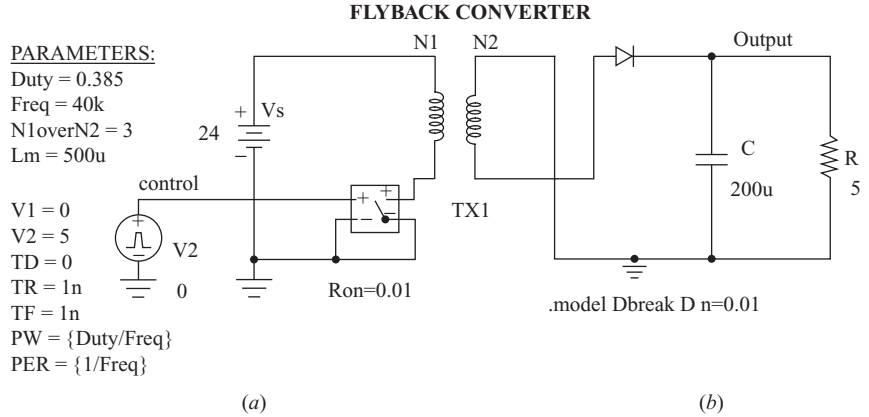 FLYBACK CONVERTER
PARAMETERS:
Duty = 0.385
Freq = 40k
N1overN2 = 3
Lm = 500u
V1 = 0
V2 = 5
TD = 0
TR = 1n
TF = 1n
PW = {Duty/Freq}
PER = {1/Freq}
control
+
−
V2
0
+
Vs
24
−
N1
N2
TX1
+
+
−
−
Ron=0.01
Output
C
200u
R
5
.model Dbreak D n=0.01
(a)
(b)